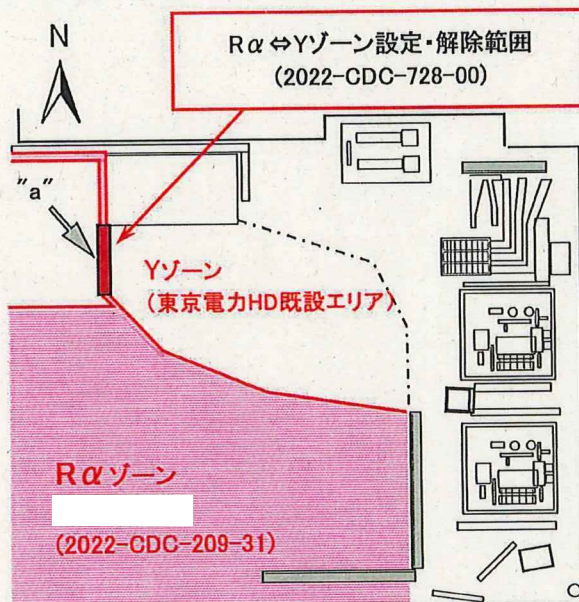 Rα⇔Yゾーン設定・解除範囲
(2022-CDC-728-00)
N
"a"
Yゾーン
(東京電力HD既設エリア)
Rαゾーン
(2022-CDC-209-31)